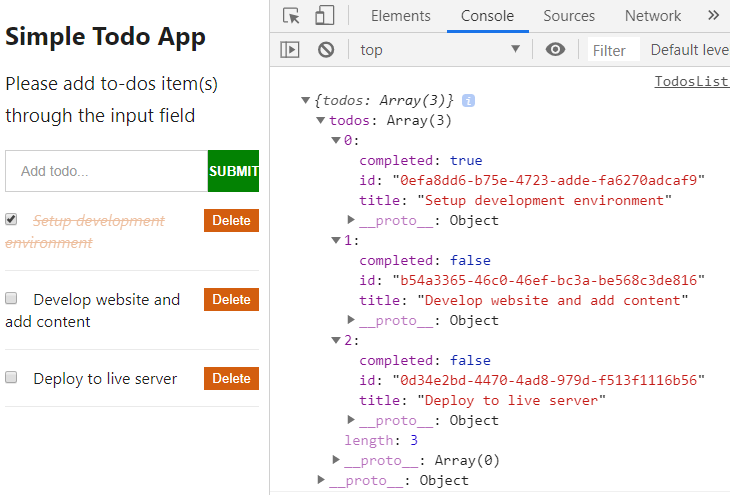 Simple Todo App
Please add to-dos item(s)
through the input field
Add todo...
SUBMIT
Setup development
environment
Delete
Develop website and
add content
Delete
Deploy to live server
Delete
Elements Console Sources Network »
top Filter Default leve
TodosList
{todos: Array(3)} i
todos: Array(3)
0:
completed: true
id: "0efa8dd6-b75e-4723-adde-fa6270adcaf9"
title: "Setup development environment"
__proto__: Object
1:
completed: false
id: "b54a3365-46c0-46ef-bc3a-be568c3de816"
title: "Develop website and add content"
__proto__: Object
2:
completed: false
id: "0d34e2bd-4470-4ad8-979d-f513f1116b56"
title: "Deploy to live server"
__proto__: Object
length: 3
__proto__: Array(0)
__proto__: Object